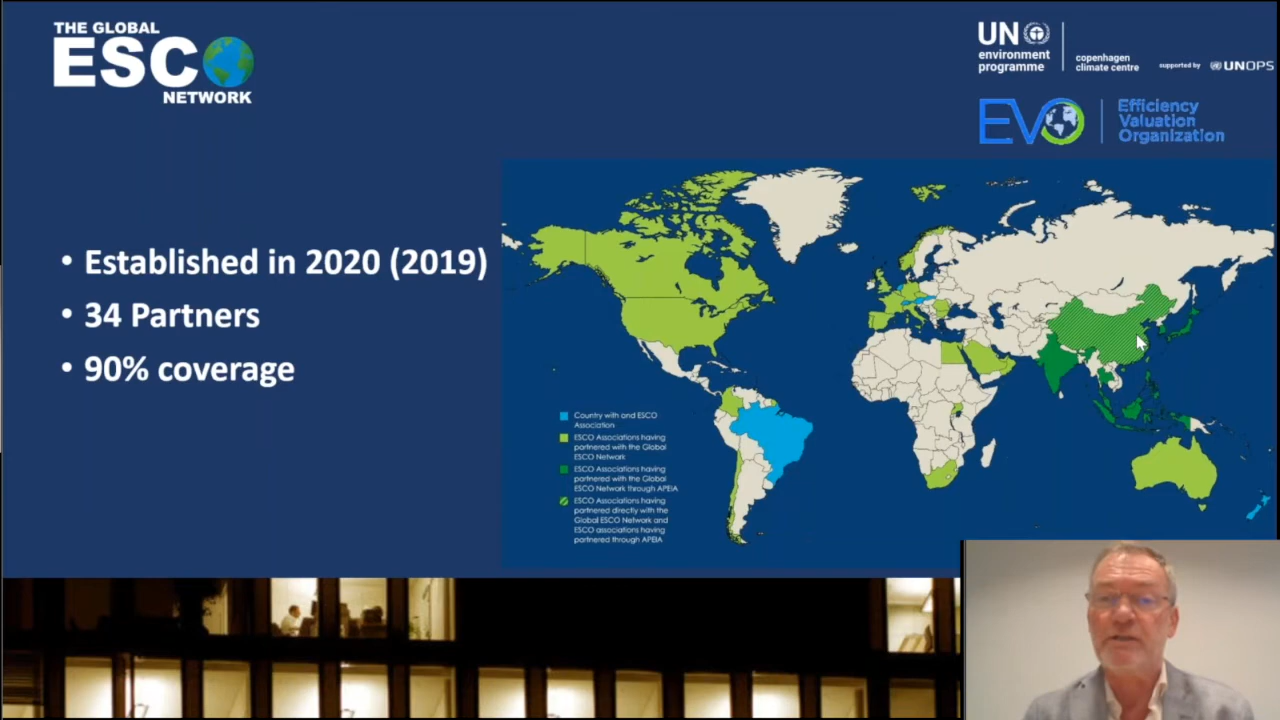 THE GLOBAL
ESCO
NETWORK
UN
environment
programme
copenhagen
climate centre
supported by
UNOPS
EVO
Efficiency
Valuation
Organization
• Established in 2020 (2019)
• 34 Partners
• 90% coverage
Country with and ESCO
Association
ESCO Associations having
partnered with the Global
ESCO Network
ESCO Associations having
partnered with the Global
ESCO Network through APEIA
ESCO Associations having
partnered directly with the
Global ESCO Network and
ESCO associations having
partnered through APEIA